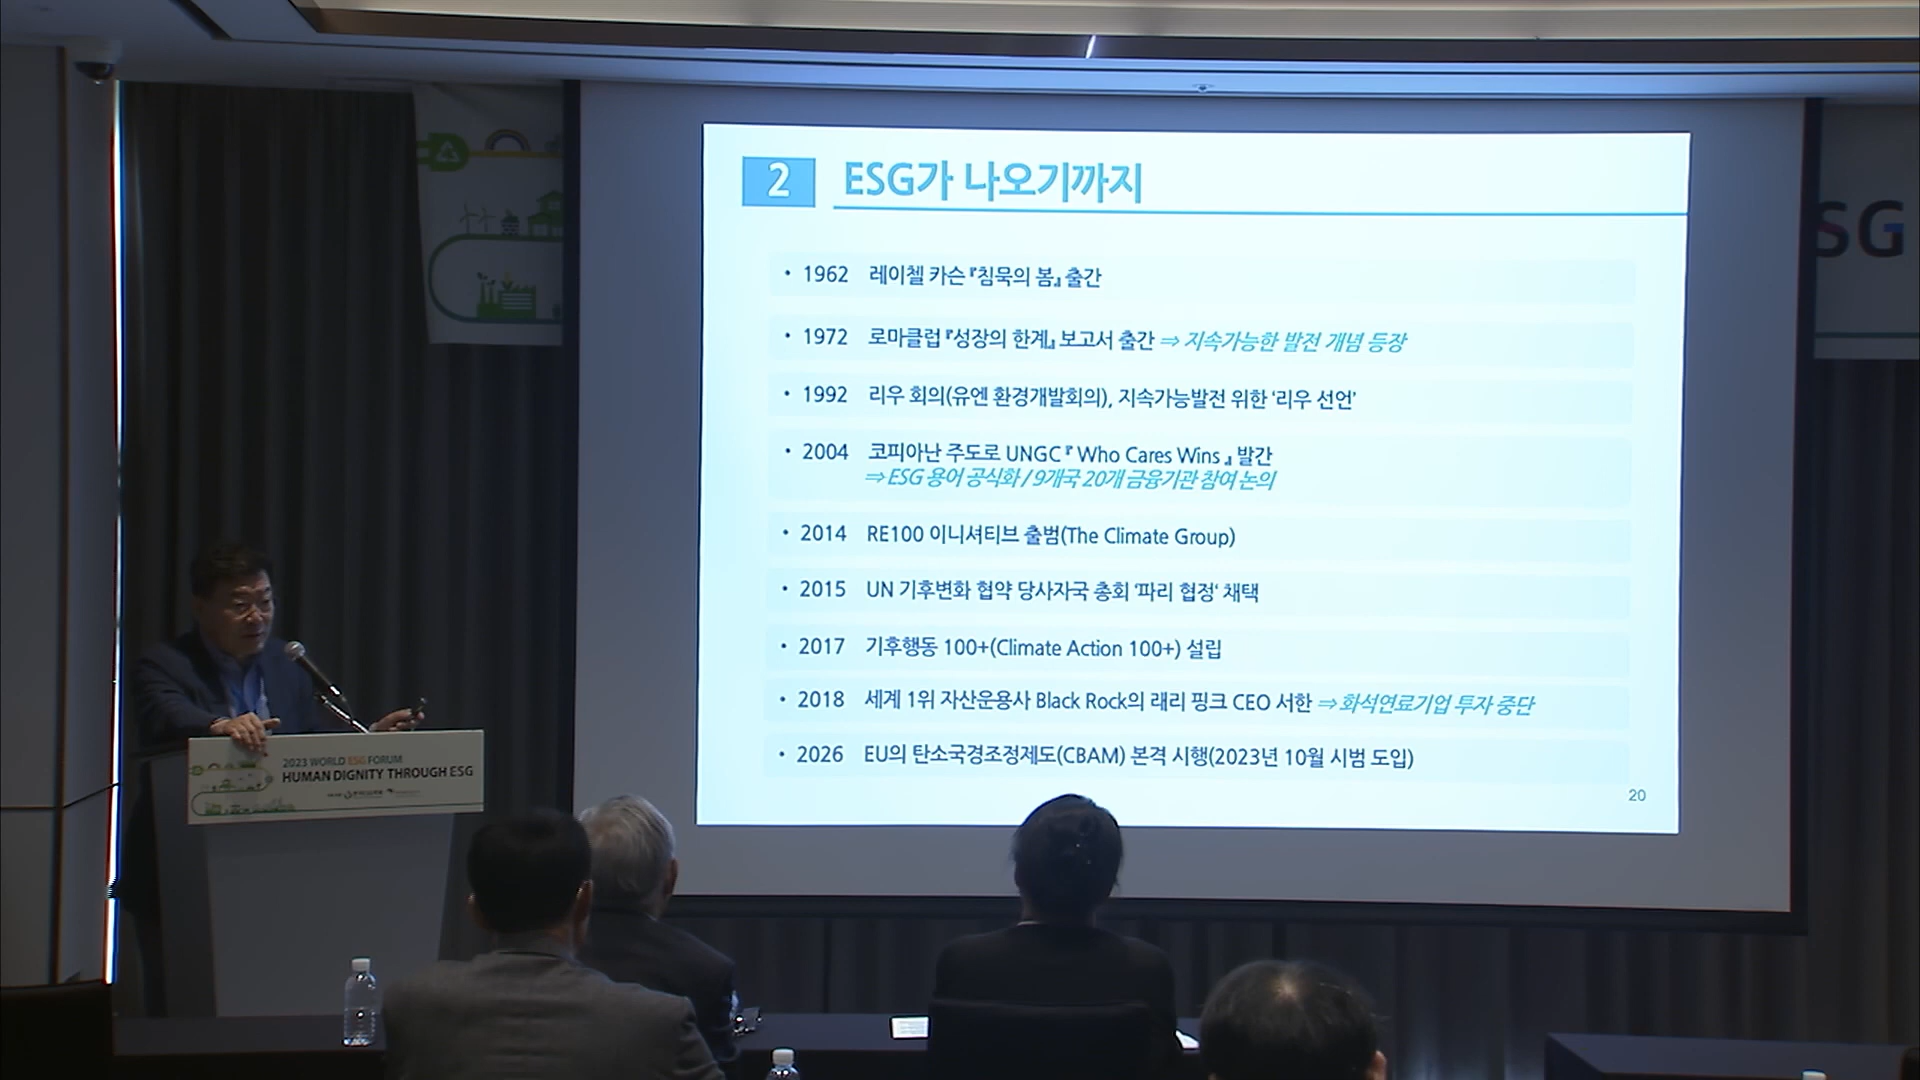 2 ESG가 나오기까지
• 1962 레이첼 카슨『침묵의 봄』출간
• 1972 로마클럽『성장의 한계』보고서 출간 ⇒ 지속가능한 발전 개념 등장
• 1992 리우 회의(유엔 환경개발회의), 지속가능발전 위한 ‘리우 선언’
• 2004 코피아난 주도로 UNGC『 Who Cares Wins 』발간
⇒ ESG 용어 공식화 / 9개국 20개 금융기관 참여 논의
• 2014 RE100 이니셔티브 출범(The Climate Group)
• 2015 UN 기후변화 협약 당사자국 총회 ‘파리 협정‘ 채택
• 2017 기후행동 100+(Climate Action 100+) 설립
• 2018 세계 1위 자산운용사 Black Rock의 래리 핑크 CEO 서한 ⇒ 화석연료기업 투자 중단
• 2026 EU의 탄소국경조정제도(CBAM) 본격 시행(2023년 10월 시범 도입)
20
SG
2023 WORLD ESG FORUM
HUMAN DIGNITY THROUGH ESG